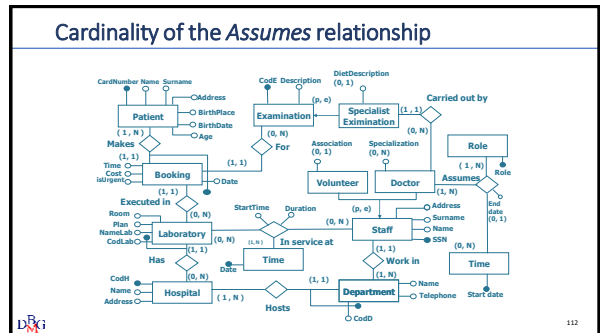 Cardinality of the Assumes relationship
CardNumber Name Surname
CodE Description
DietDescription
(0, 1)
Address
Patient
BirthPlace
BirthDate
Age
(p, e)
Examination
Specialist
Eximination
(1 , 1)
Carried out by
(1 , N)
Makes
(0, N)
For
(0, N)
Role
(1 , N)
Role
Association
(0, 1)
Specialization
(0, N)
(1, 1)
Time
Cost
isUrgent
Booking
(1, 1)
Date
Volunteer
Doctor
Assumes
(1, N)
End
date
(0, 1)
(1, 1)
Executed in
(0, N)
StartTime
Duration
(p, e)
Address
Surname
Name
SSN
Room
Plan
NameLab
CodLab
Laboratory
(0, N)
(0, N )
Staff
(1, N )
In service at
Time
Date
(0, N)
Time
Start date
(1, 1)
Has
(0, N)
(1, 1)
Work in
(1, N)
CodH
Name
Address
Hospital
(1 , N)
Hosts
(1, 1)
Department
Name
Telephone
CodD
DBMG
112